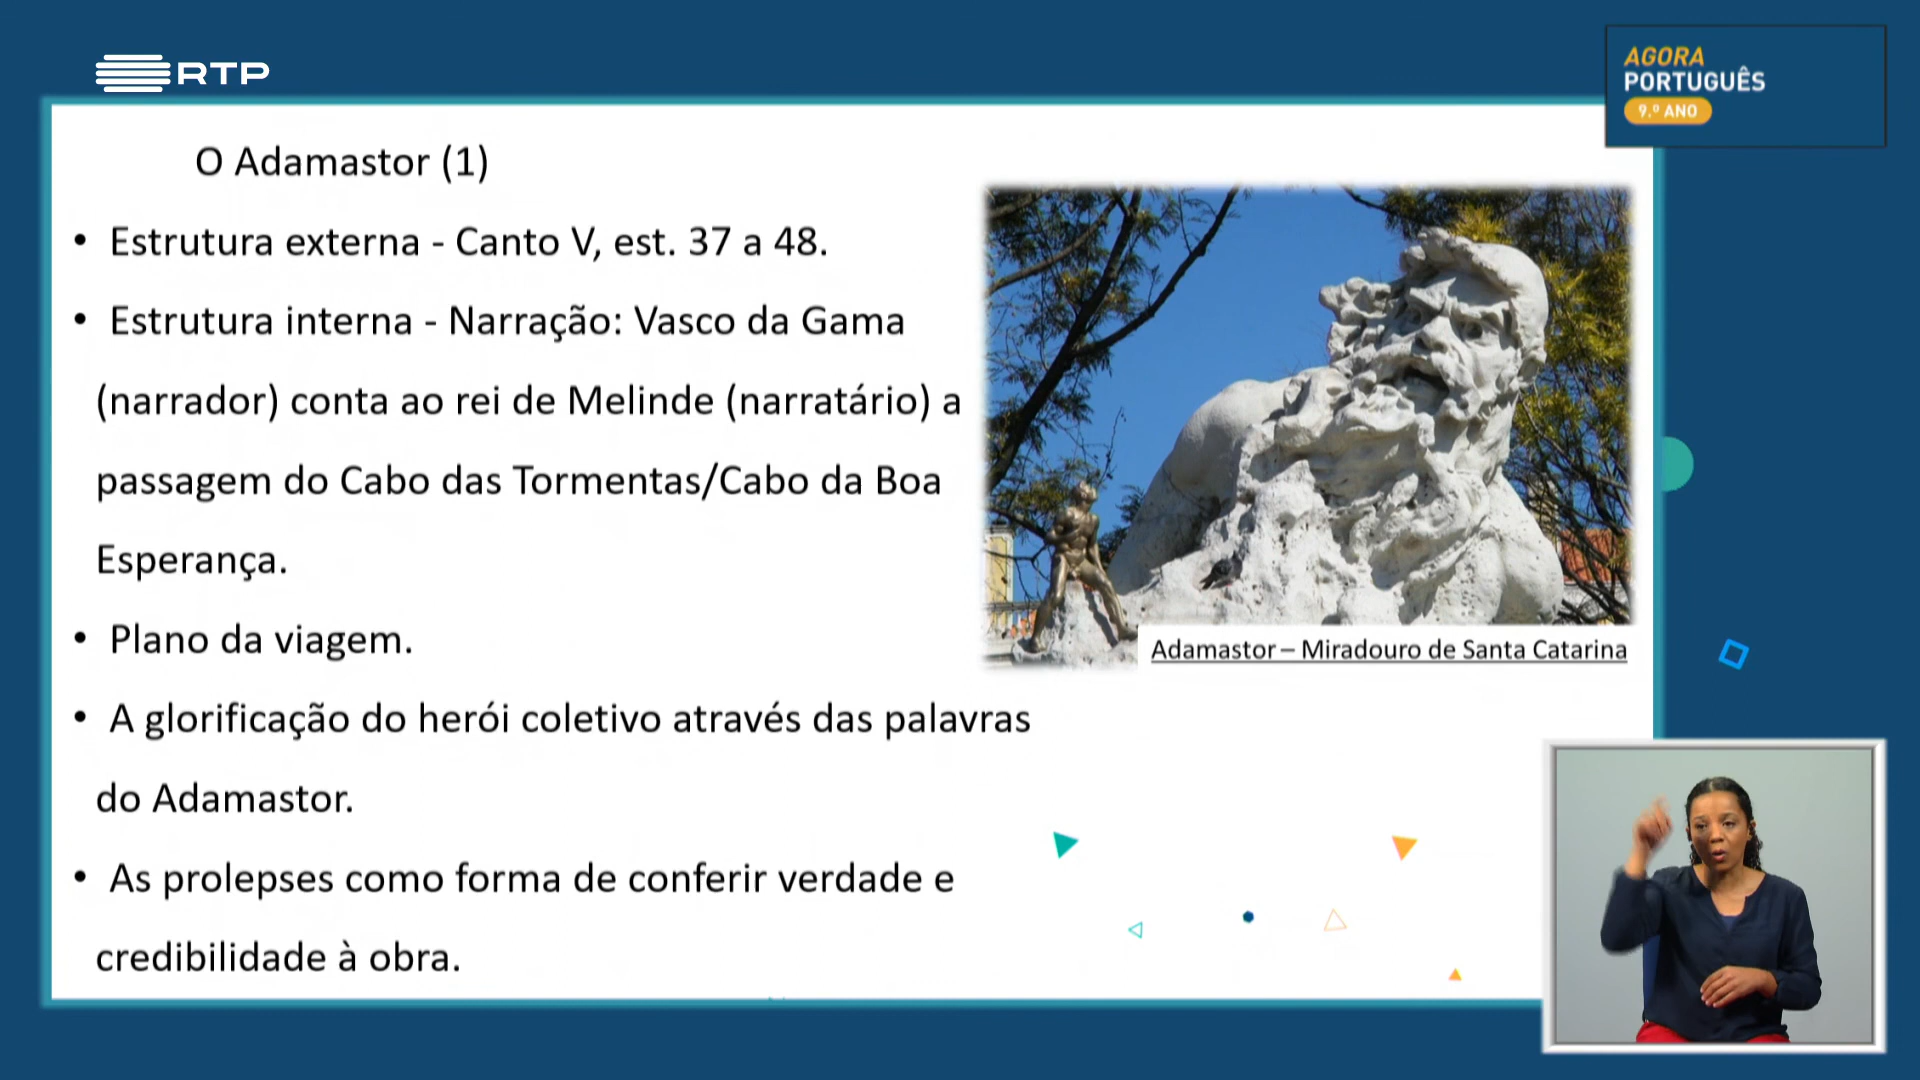 RTP
AGORA
PORTUGUÊS
9.º ANO
O Adamastor (1)
• Estrutura externa - Canto V, est. 37 a 48.
• Estrutura interna - Narração: Vasco da Gama
(narrador) conta ao rei de Melinde (narratário) a
passagem do Cabo das Tormentas/Cabo da Boa
Esperança.
• Plano da viagem.
• A glorificação do herói coletivo através das palavras
do Adamastor.
• As prolepses como forma de conferir verdade e
credibilidade à obra.
Adamastor – Miradouro de Santa Catarina